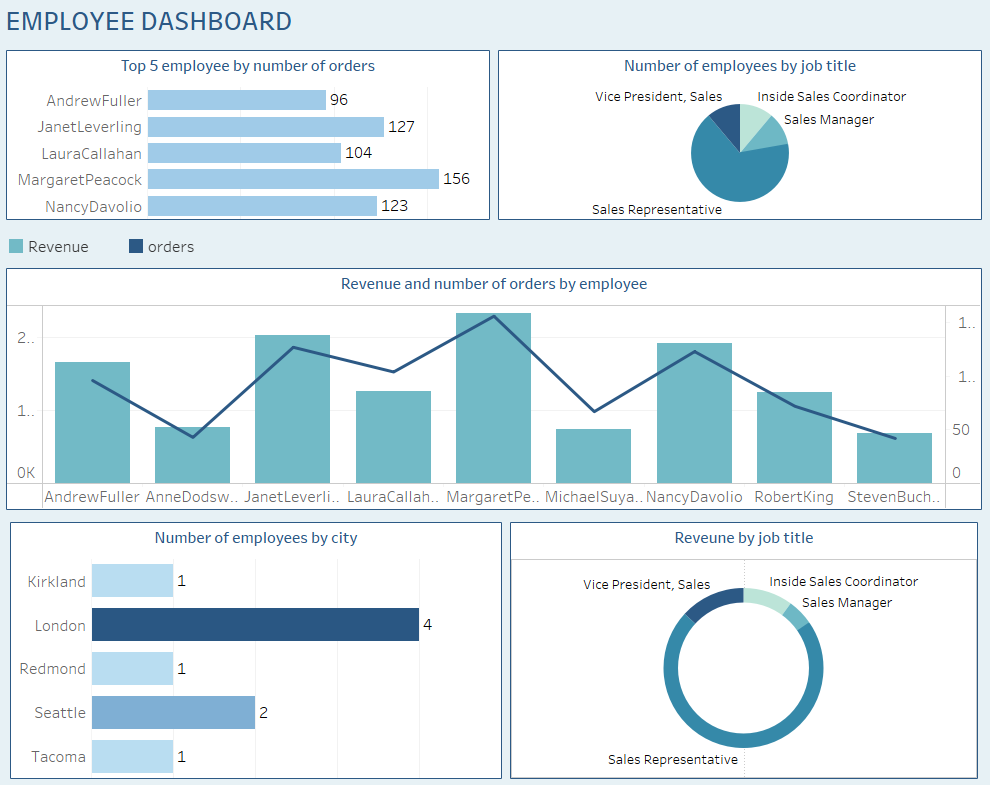 EMPLOYEE DASHBOARD
Top 5 employee by number of orders
AndrewFuller 96
JanetLeverling 127
LauraCallahan 104
MargaretPeacock 156
NancyDavolio 123
Number of employees by job title
Vice President, Sales
Inside Sales Coordinator
Sales Manager
Sales Representative
Revenue orders
Revenue and number of orders by employee
2..
1..
0K
1..
1..
50
0
AndrewFuller AnneDodsw.. JanetLeverli.. LauraCallah.. MargaretPe.. MichaelSuya.. NancyDavolio RobertKing StevenBuch..
Number of employees by city
Kirkland 1
London 4
Redmond 1
Seattle 2
Tacoma 1
Reveune by job title
Vice President, Sales
Inside Sales Coordinator
Sales Manager
Sales Representative